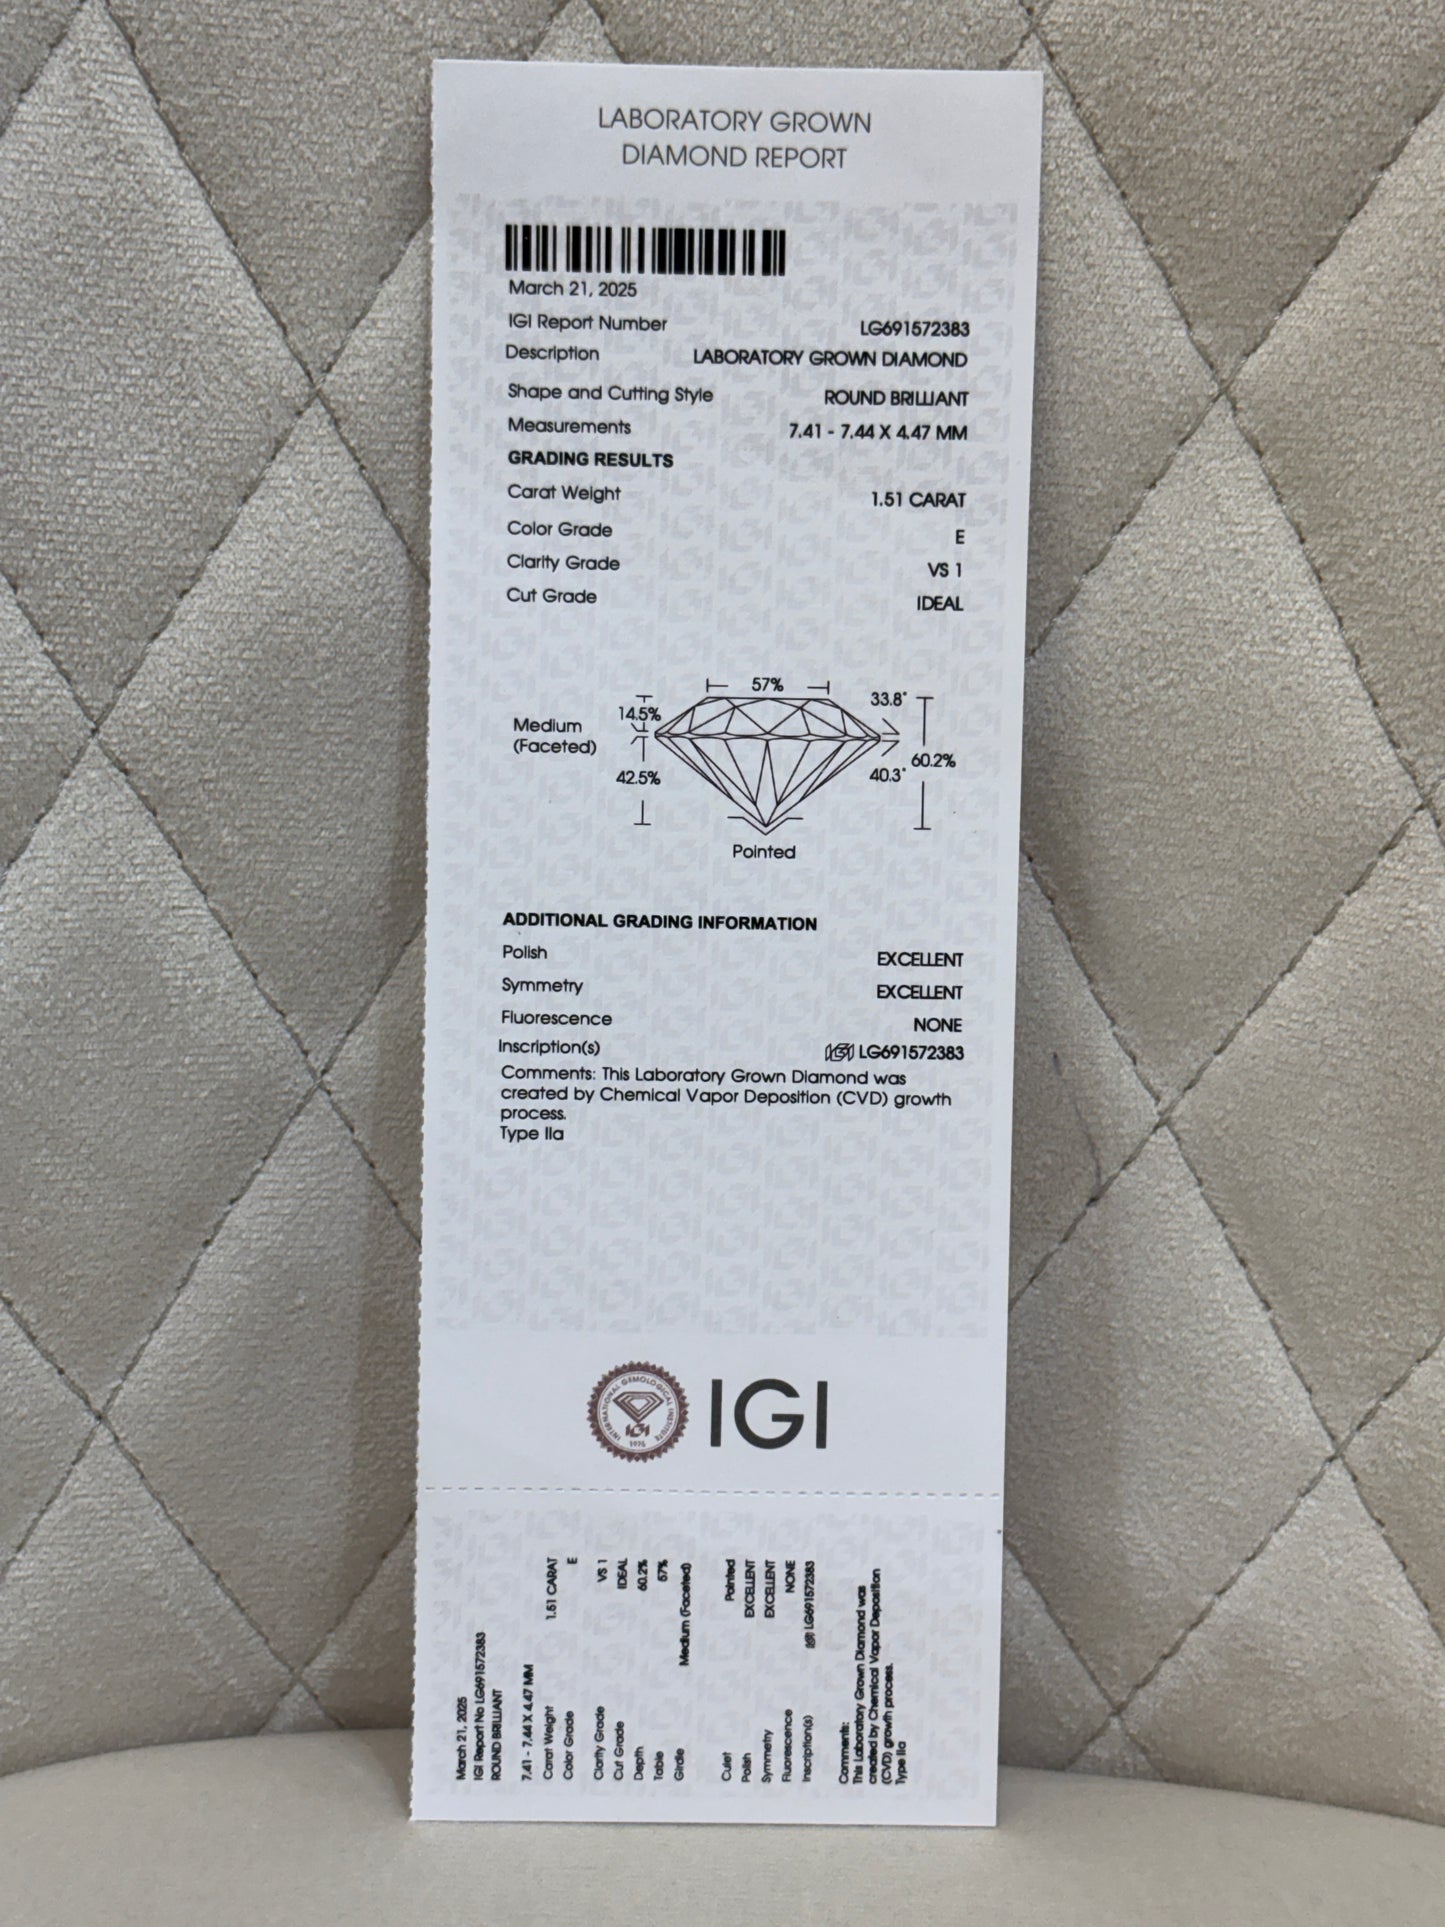 LABORATORY GROWN
DIAMOND REPORT
March 21, 2025
IGI Report Number LG691572383
Description LABORATORY GROWN DIAMOND
Shape and Cutting Style ROUND BRILLIANT
Measurements 7.41 - 7.44 X 4.47 MM
GRADING RESULTS
Carat Weight 1.51 CARAT
Color Grade E
Clarity Grade VS 1
Cut Grade IDEAL
57%
14.5%
33.8°
Medium
(Faceted)
42.5%
40.3°
60.2%
Pointed
ADDITIONAL GRADING INFORMATION
Polish EXCELLENT
Symmetry EXCELLENT
Fluorescence NONE
Inscription(s) IGI LG691572383
Comments: This Laboratory Grown Diamond was
created by Chemical Vapor Deposition (CVD) growth
process.
Type IIa
INTERNATIONAL GEMOLOGICAL INSTITUTE
IGI
1975
IGI
March 21, 2025
IGI Report No LG691572383
ROUND BRILLIANT
7.41 - 7.44 X 4.47 MM
Carat Weight 1.51 CARAT
Color Grade E
Clarity Grade VS 1
Cut Grade IDEAL
Depth 60.2%
Table 57%
Girdle Medium (Faceted)
Culet Pointed
Polish EXCELLENT
Symmetry EXCELLENT
Fluorescence NONE
Inscription(s) IGI LG691572383
Comments:
This Laboratory Grown Diamond was
created by Chemical Vapor Deposition
(CVD) growth process.
Type IIa